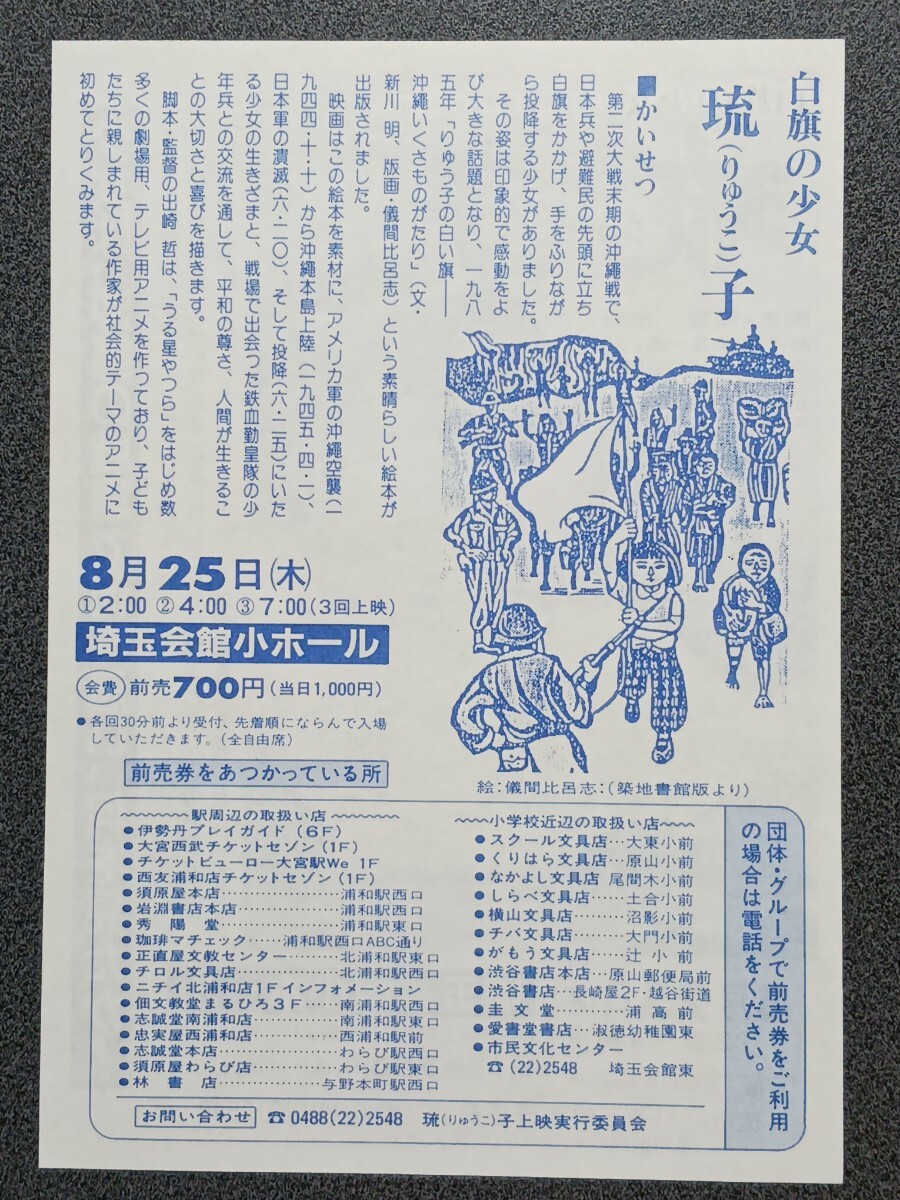 白旗の少女
琉(りゅうこ)子
■かいせつ
第二次大戦末期の沖縄戦で、
日本兵や避難民の先頭に立ち
白旗をかかげ、手をふりなが
ら投降する少女がありました。
その姿は印象的で感動をよ
び大きな話題となり、一九八
五年「りゅう子の白い旗――
沖縄いくさものがたり」(文・
新川 明、版画・儀間比呂志)という素晴らしい絵本が
出版されました。
映画はこの絵本を素材に、アメリカ軍の沖縄空襲(一
九四四・十・十)から沖縄本島上陸(一九四五・四・一)、
日本軍の潰滅(六・二〇)、そして投降(六・二五)にいた
る少女の生きざまと、戦場で出会った鉄血勤皇隊の少
年兵との交流を通して、平和の尊さ、人間が生きるこ
との大切さと喜びを描きます。
脚本・監督の出崎 哲は、「うる星やつら」をはじめ数
多くの劇場用、テレビ用アニメを作つており、子ども
たちに親しまれている作家が社会的テーマのアニメに
初めてとりくみます。
8月25日(木)
①2:00 ②4:00 ③7:00(3回上映)
埼玉会館小ホール
会費 前売700円(当日1,000円)
●各回30分前より受付、先着順にならんで入場
していただきます。(全自由席)
絵:儀間比呂志:(築地書館版より)
前売券をあつかっている所
駅周辺の取扱い店
●伊勢丹プレイガイド(6F)
●大宮西武チケットセゾン(1F)
●チケットビューロー大宮駅We 1F
●西友浦和店チケットセゾン(1F)
●須原屋本店……………浦和駅西口
●岩淵書店本店…………浦和駅西口
●秀陽堂…………………浦和駅東口
●珈琲マチェック……浦和駅西口ABC通り
●正直屋文教センター……北浦和駅東口
●チロル文具店……………北浦和駅西口
●ニチイ北浦和店1Fインフォメーション
●佃文教堂まるひろ3F……南浦和駅西口
●志誠堂南浦和店…………南浦和駅東口
●忠実屋西浦和店…………西浦和駅前
●志誠堂本店………………わらび駅西口
●須原屋わらび店…………わらび駅東口
●林書店……………………与野本町駅西口
小学校近辺の取扱い店
●スクール文具店…大東小前
●くりはら文具店…原山小前
●なかよし文具店 尾間木小前
●しらべ文具店……土合小前
●横山文具店………沼影小前
●チバ文具店………大門小前
●がもう文具店……辻小前
●渋谷書店本店…原山郵便局前
●渋谷書店…長崎屋2F・越谷街道
●圭文堂……………浦高前
●愛書堂書店…淑徳幼稚園東
●市民文化センター
☎(22)2548 埼玉会館東
団体・グループで前売券をご利用
の場合は電話をください。
お問い合わせ ☎0488(22)2548 琉(りゅうこ)子上映実行委員会